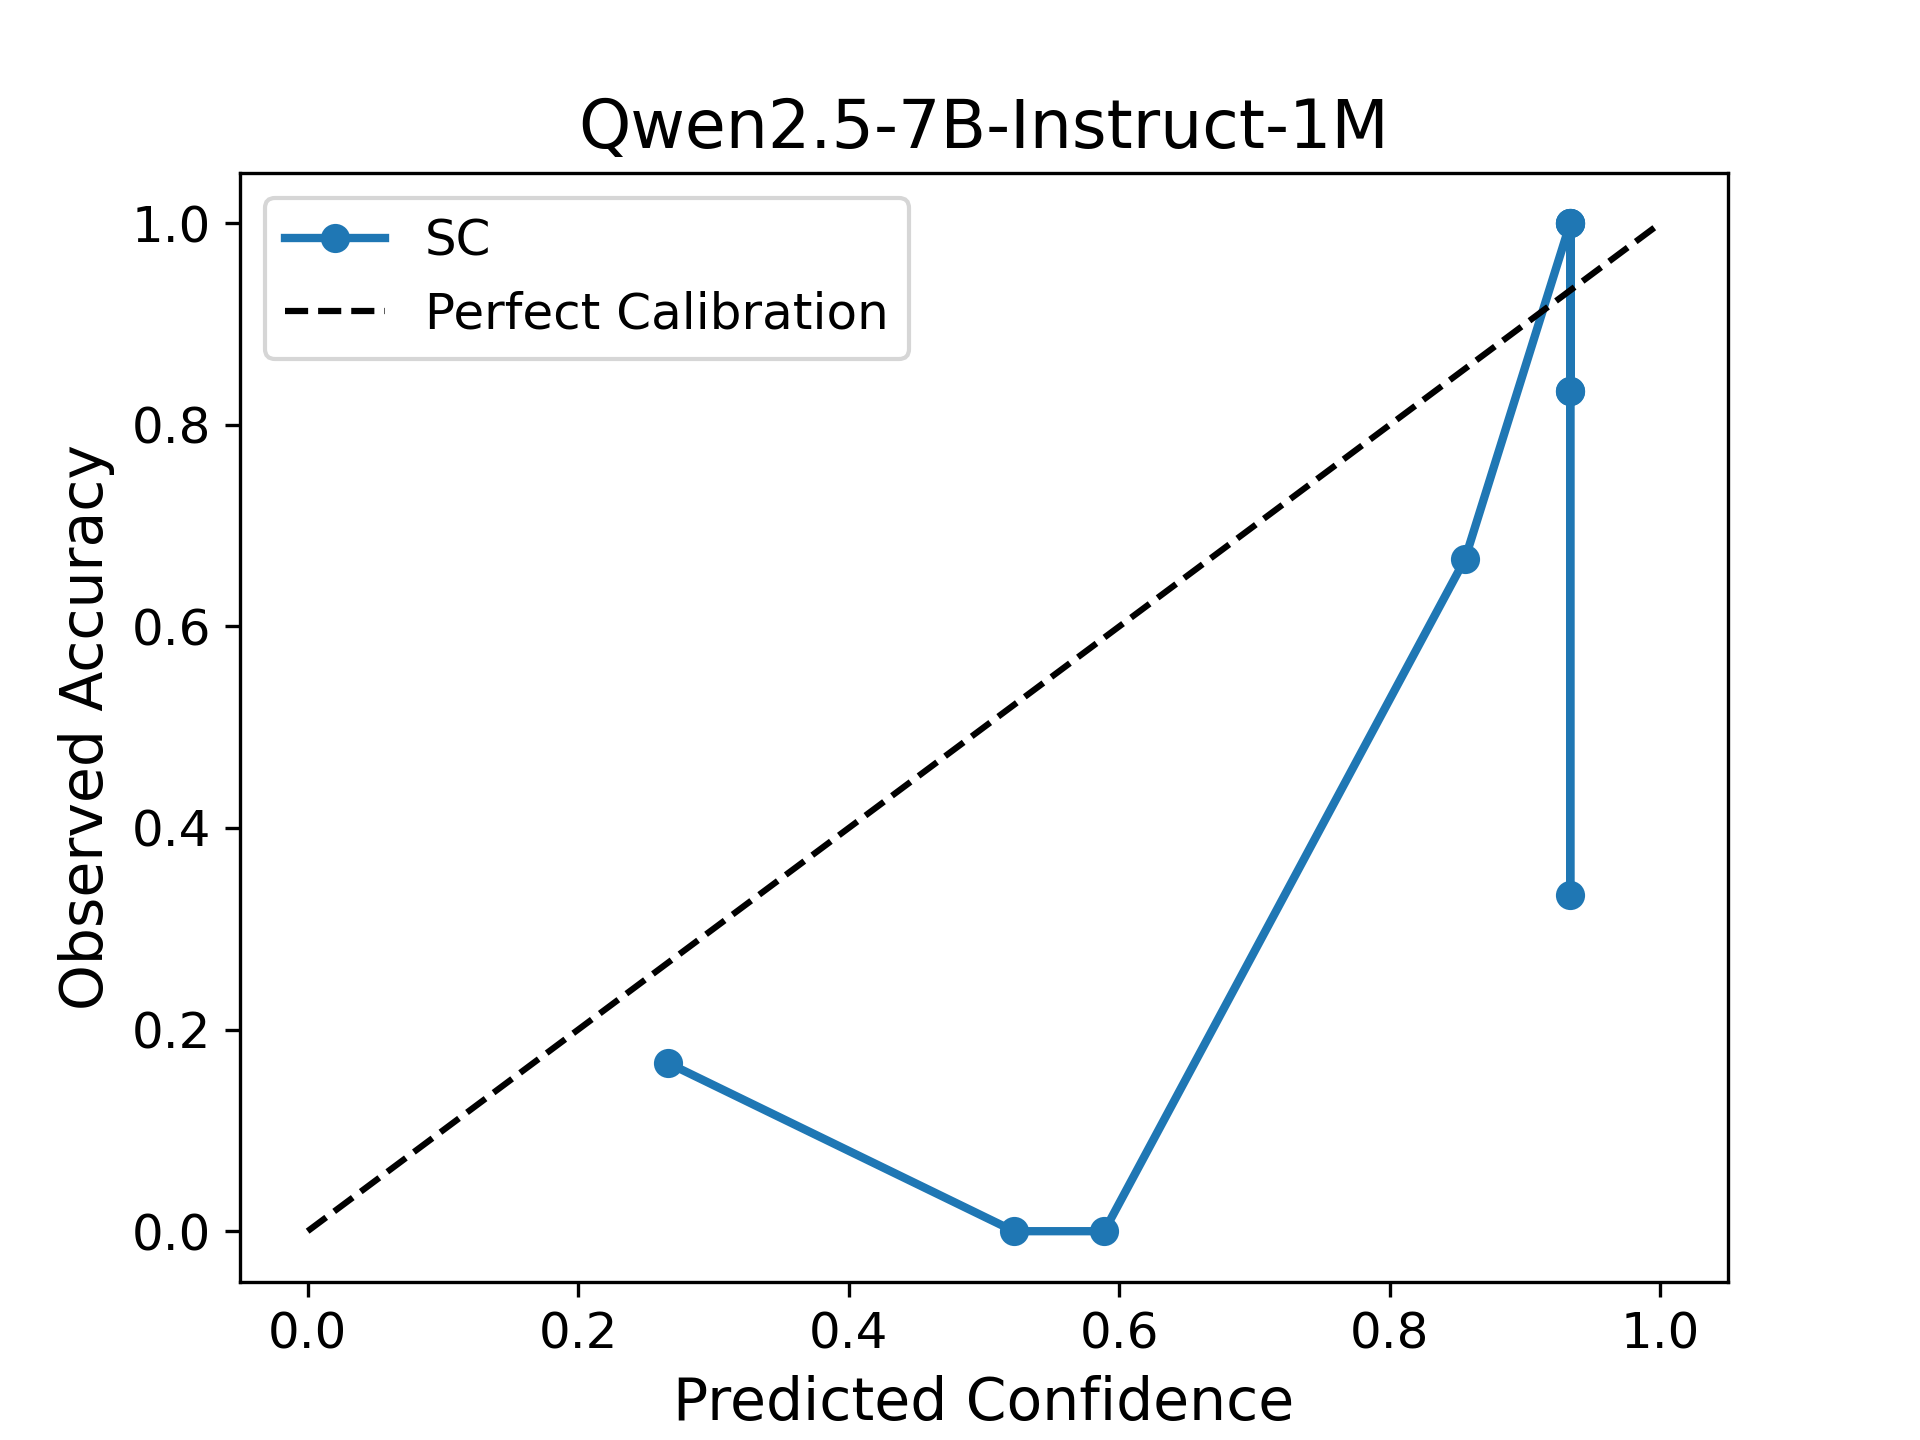 Qwen2.5-7B-Instruct-1M
SC
Perfect Calibration
1.0
0.8
0.6
0.4
0.2
0.0
Observed Accuracy
0.0 0.2 0.4 0.6 0.8 1.0
Predicted Confidence